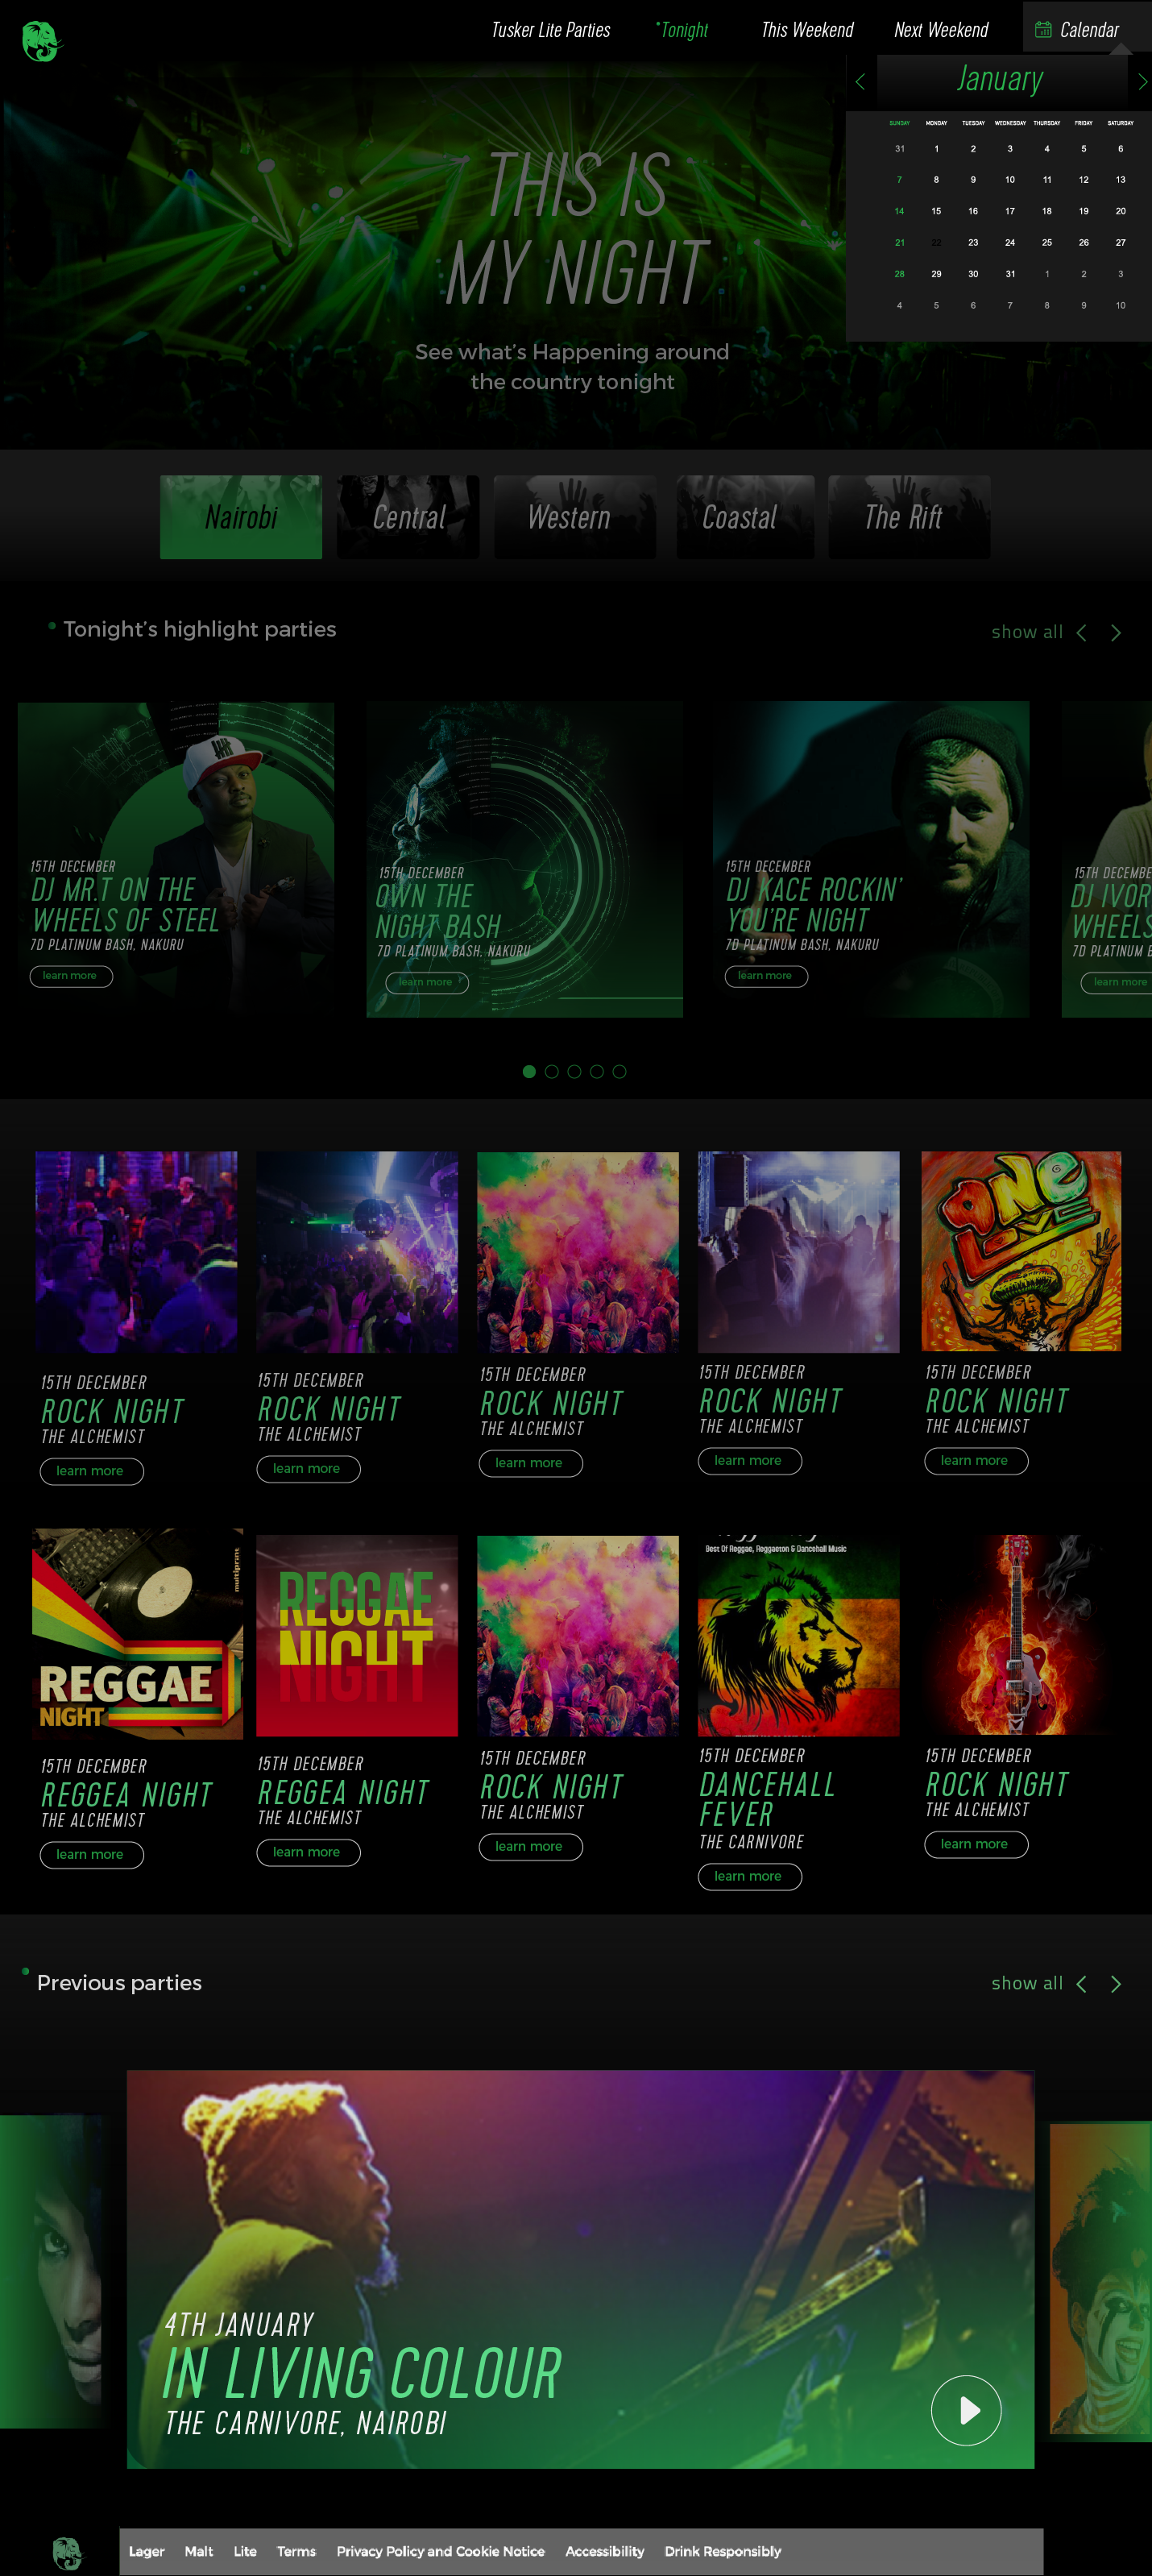 Tusker Lite Parties
Tonight
This Weekend
Next Weekend
Calendar
January
SUNDAY MONDAY TUESDAY WEDNESDAY THURSDAY FRIDAY SATURDAY
31 1 2 3 4 5 6
7 8 9 10 11 12 13
14 15 16 17 18 19 20
21 22 23 24 25 26 27
28 29 30 31 1 2 3
4 5 6 7 8 9 10
THIS IS
MY NIGHT
See what's Happening around
the country tonight
Nairobi
Central
Western
Coastal
The Rift
Tonight's highlight parties
show all
15TH DECEMBER
DJ MR.T ON THE
WHEELS OF STEEL
7D PLATINUM BASH, NAKURU
learn more
15TH DECEMBER
OWN THE
NIGHT BASH
7D PLATINUM BASH, NAKURU
learn more
15TH DECEMBER
DJ KACE ROCKIN'
YOU'RE NIGHT
7D PLATINUM BASH, NAKURU
learn more
15TH DECEMBE
DJ IVOR
WHEELS
7D PLATINUM B
learn more
15TH DECEMBER
ROCK NIGHT
THE ALCHEMIST
learn more
15TH DECEMBER
ROCK NIGHT
THE ALCHEMIST
learn more
15TH DECEMBER
ROCK NIGHT
THE ALCHEMIST
learn more
15TH DECEMBER
ROCK NIGHT
THE ALCHEMIST
learn more
ONE
LOVE
15TH DECEMBER
ROCK NIGHT
THE ALCHEMIST
learn more
multiprint
REGGAE
NIGHT
15TH DECEMBER
REGGEA NIGHT
THE ALCHEMIST
learn more
REGGAE
NIGHT
NIGHT
15TH DECEMBER
REGGEA NIGHT
THE ALCHEMIST
learn more
15TH DECEMBER
ROCK NIGHT
THE ALCHEMIST
learn more
Best Of Reggae, Reggaeton & Dancehall Music
15TH DECEMBER
DANCEHALL
FEVER
THE CARNIVORE
learn more
15TH DECEMBER
ROCK NIGHT
THE ALCHEMIST
learn more
Previous parties
show all
4TH JANUARY
IN LIVING COLOUR
THE CARNIVORE, NAIROBI
Lager Malt Lite Terms Privacy Policy and Cookie Notice Accessibility Drink Responsibly